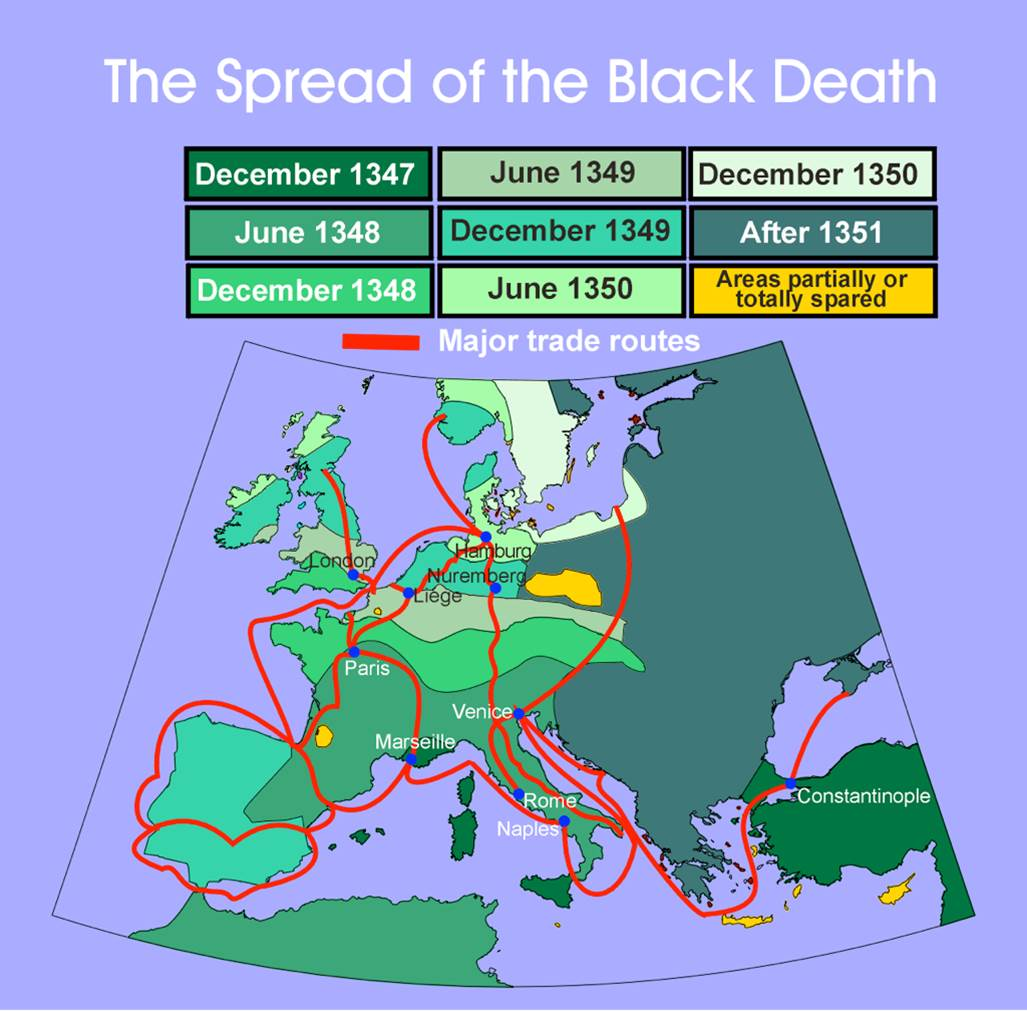 The Spread of the Black Death
December 1347
June 1349
December 1350
June 1348
December 1349
After 1351
December 1348
June 1350
Areas partially or
totally spared
Major trade routes
Hamburg
London
Nuremberg
Liége
Paris
Venice
Marseille
Constantinople
Rome
Naples